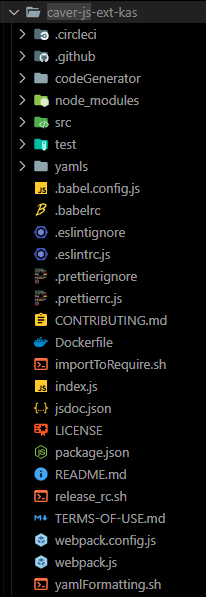 caver-js-ext-kas
.circleci
.github
codeGenerator
node_modules
src
test
yamls
.babel.config.js
.babelrc
.eslintignore
.eslintrc.js
.prettierignore
.prettierrc.js
CONTRIBUTING.md
Dockerfile
importToRequire.sh
index.js
jsdoc.json
LICENSE
package.json
README.md
release_rc.sh
TERMS-OF-USE.md
webpack.config.js
webpack.js
yamlFormatting.sh